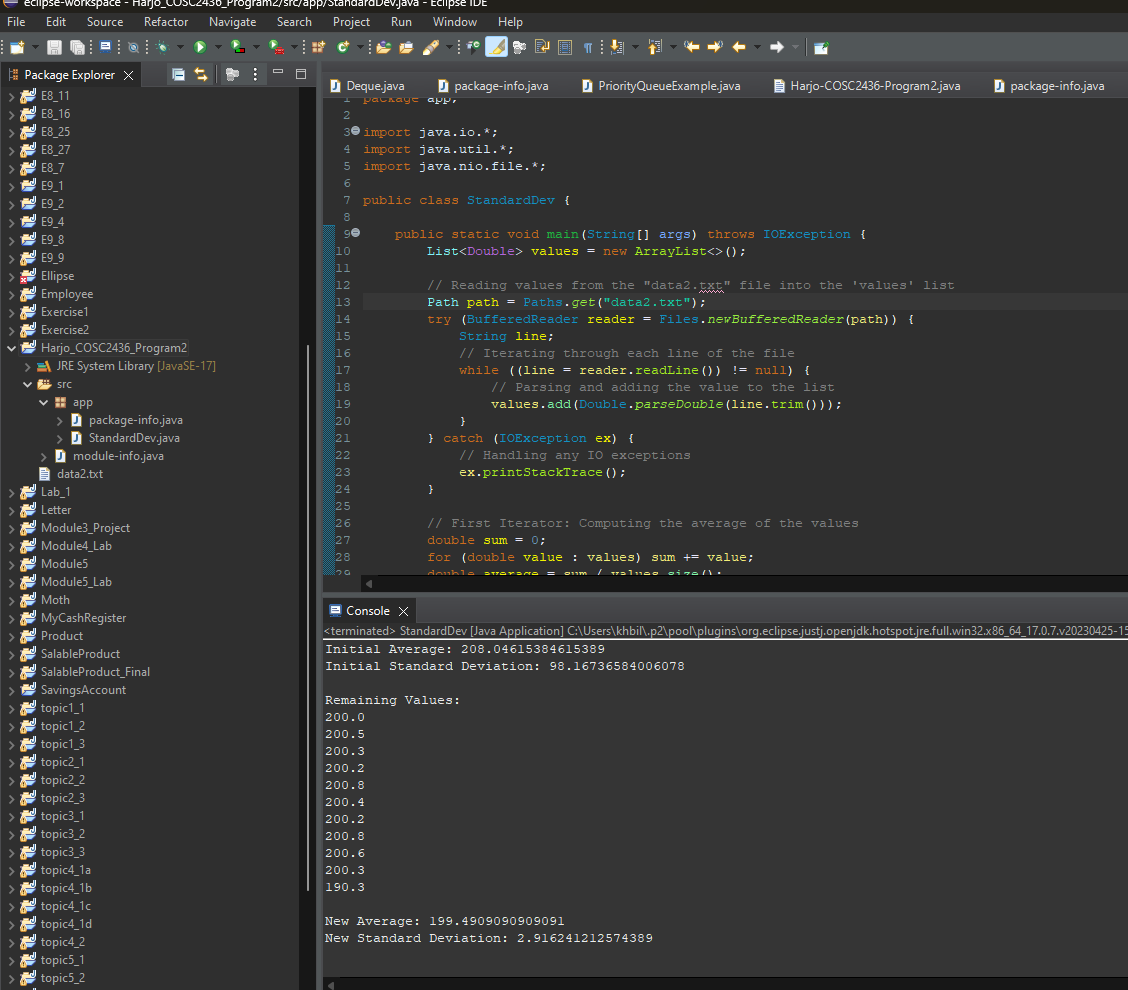 eclipse-workspace - Harjo_COSC2436_Program2/src/app/StandardDev.java - Eclipse IDE
File Edit Source Refactor Navigate Search Project Run Window Help
Package Explorer
E8_11
E8_16
E8_25
E8_27
E8_7
E9_1
E9_2
E9_4
E9_8
E9_9
Ellipse
Employee
Exercise1
Exercise2
Harjo_COSC2436_Program2
JRE System Library [JavaSE-17]
src
app
package-info.java
StandardDev.java
module-info.java
data2.txt
Lab_1
Letter
Module3_Project
Module4_Lab
Module5
Module5_Lab
Moth
MyCashRegister
Product
SalableProduct
SalableProduct_Final
SavingsAccount
topic1_1
topic1_2
topic1_3
topic2_1
topic2_2
topic2_3
topic3_1
topic3_2
topic3_3
topic4_1a
topic4_1b
topic4_1c
topic4_1d
topic4_2
topic5_1
topic5_2
Deque.java package-info.java PriorityQueueExample.java Harjo-COSC2436-Program2.java package-info.java
1 package app;
2
3 import java.io.*;
4 import java.util.*;
5 import java.nio.file.*;
6
7 public class StandardDev {
8
9 public static void main(String[] args) throws IOException {
10 List<Double> values = new ArrayList<>();
11
12 // Reading values from the "data2.txt" file into the 'values' list
13 Path path = Paths.get("data2.txt");
14 try (BufferedReader reader = Files.newBufferedReader(path)) {
15 String line;
16 // Iterating through each line of the file
17 while ((line = reader.readLine()) != null) {
18 // Parsing and adding the value to the list
19 values.add(Double.parseDouble(line.trim()));
20 }
21 } catch (IOException ex) {
22 // Handling any IO exceptions
23 ex.printStackTrace();
24 }
25
26 // First Iterator: Computing the average of the values
27 double sum = 0;
28 for (double value : values) sum += value;
29 double average = sum / values.size();
Console
<terminated> StandardDev [Java Application] C:\Users\khbil\.p2\pool\plugins\org.eclipse.justj.openjdk.hotspot.jre.full.win32.x86_64_17.0.7.v20230425-15
Initial Average: 208.04615384615389
Initial Standard Deviation: 98.16736584006078
Remaining Values:
200.0
200.5
200.3
200.2
200.8
200.4
200.2
200.8
200.6
200.3
190.3
New Average: 199.4909090909091
New Standard Deviation: 2.916241212574389